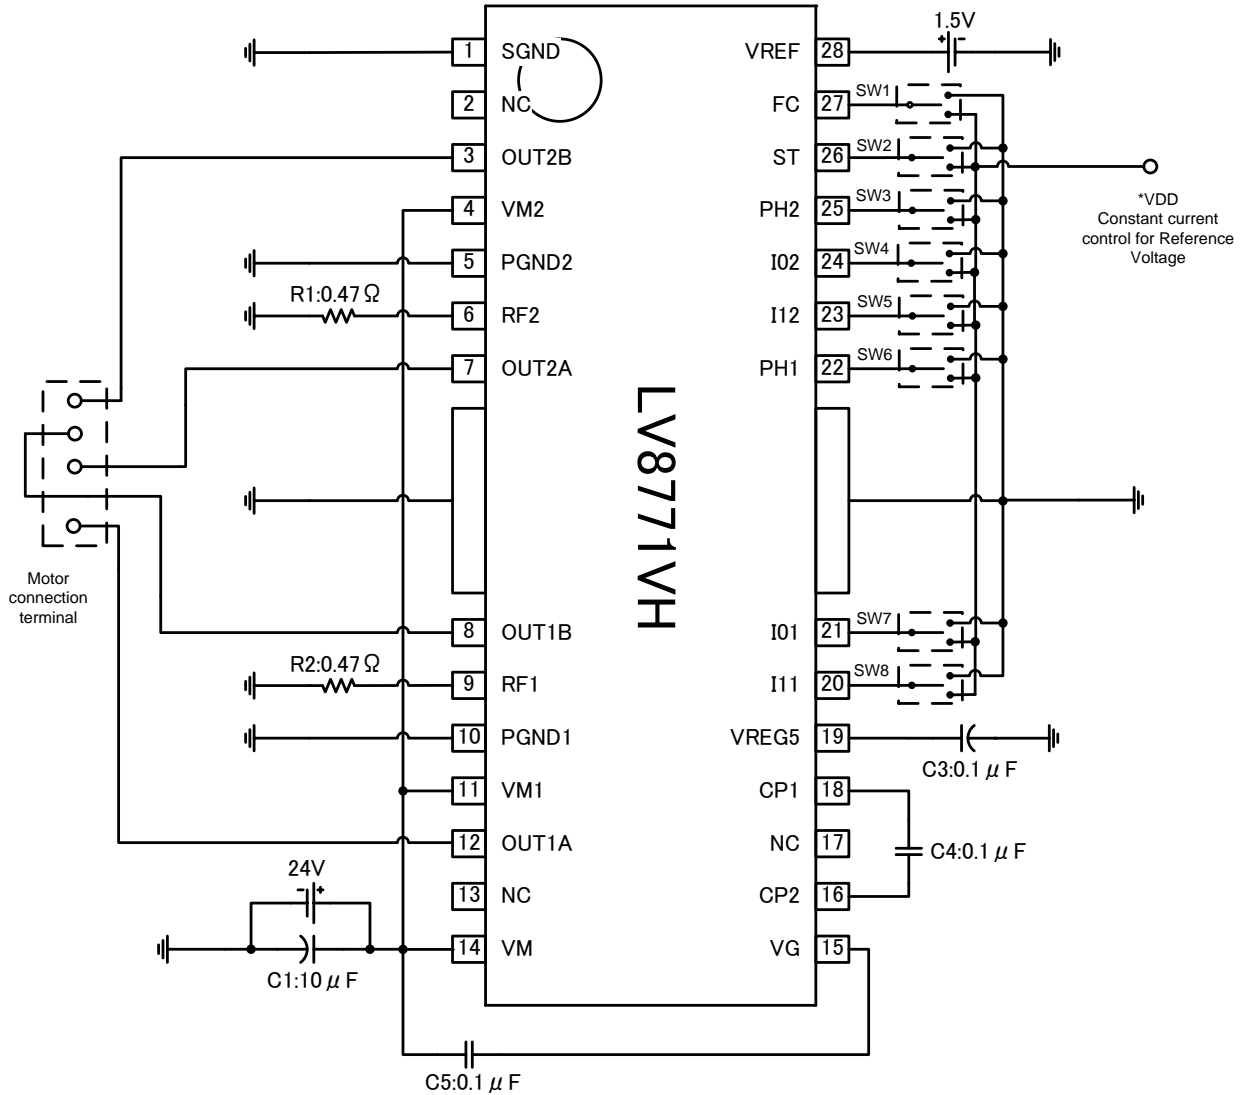 1 SGND
2 NC
3 OUT2B
4 VM2
5 PGND2
R1:0.47Ω
6 RF2
7 OUT2A
Motor
connection
terminal
8 OUT1B
R2:0.47Ω
9 RF1
10 PGND1
11 VM1
12 OUT1A
24V
- +
13 NC
14 VM
C1:10μF
C5:0.1μF
LV8771VH
1.5V
+ -
VREF 28
FC 27 SW1
ST 26 SW2
PH2 25 SW3
I02 24 SW4
I12 23 SW5
PH1 22 SW6
*VDD
Constant current
control for Reference
Voltage
I01 21 SW7
I11 20 SW8
VREG5 19
C3:0.1μF
CP1 18
NC 17
C4:0.1μF
CP2 16
VG 15